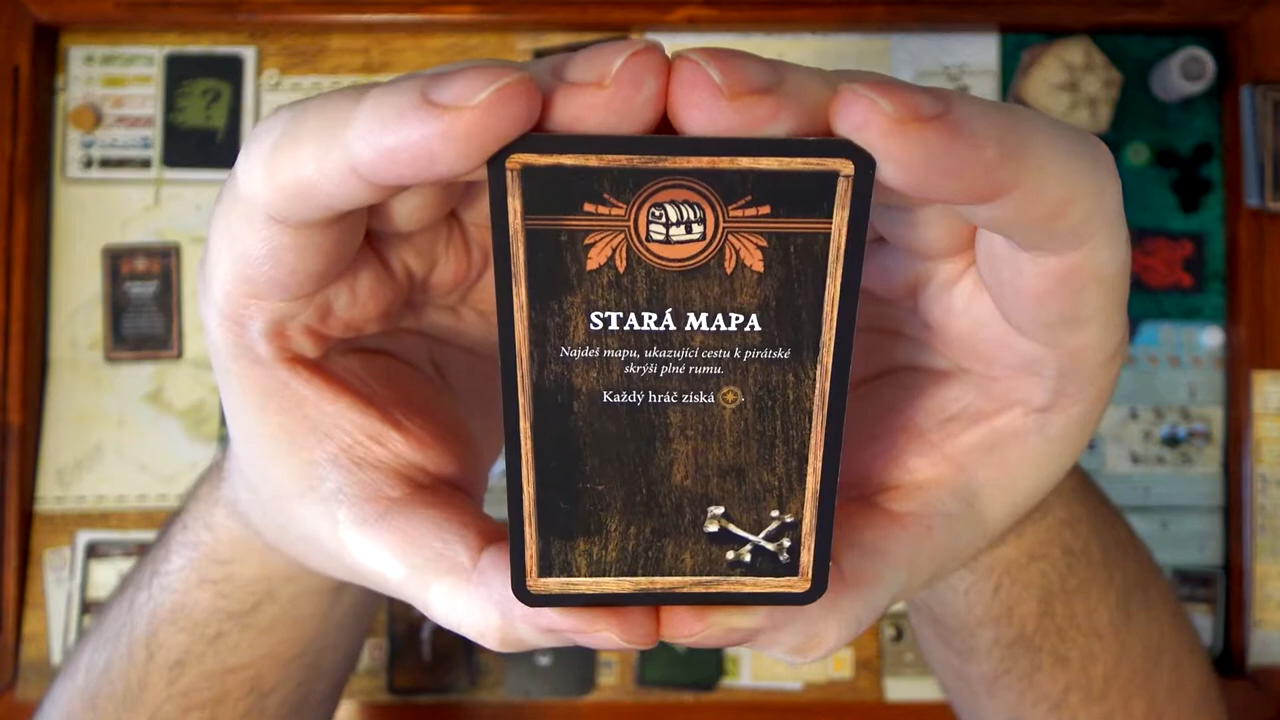 STARÁ MAPA
Najdeš mapu, ukazující cestu k pirátské
skrýši plné rumu.
Každý hráč získá .
?